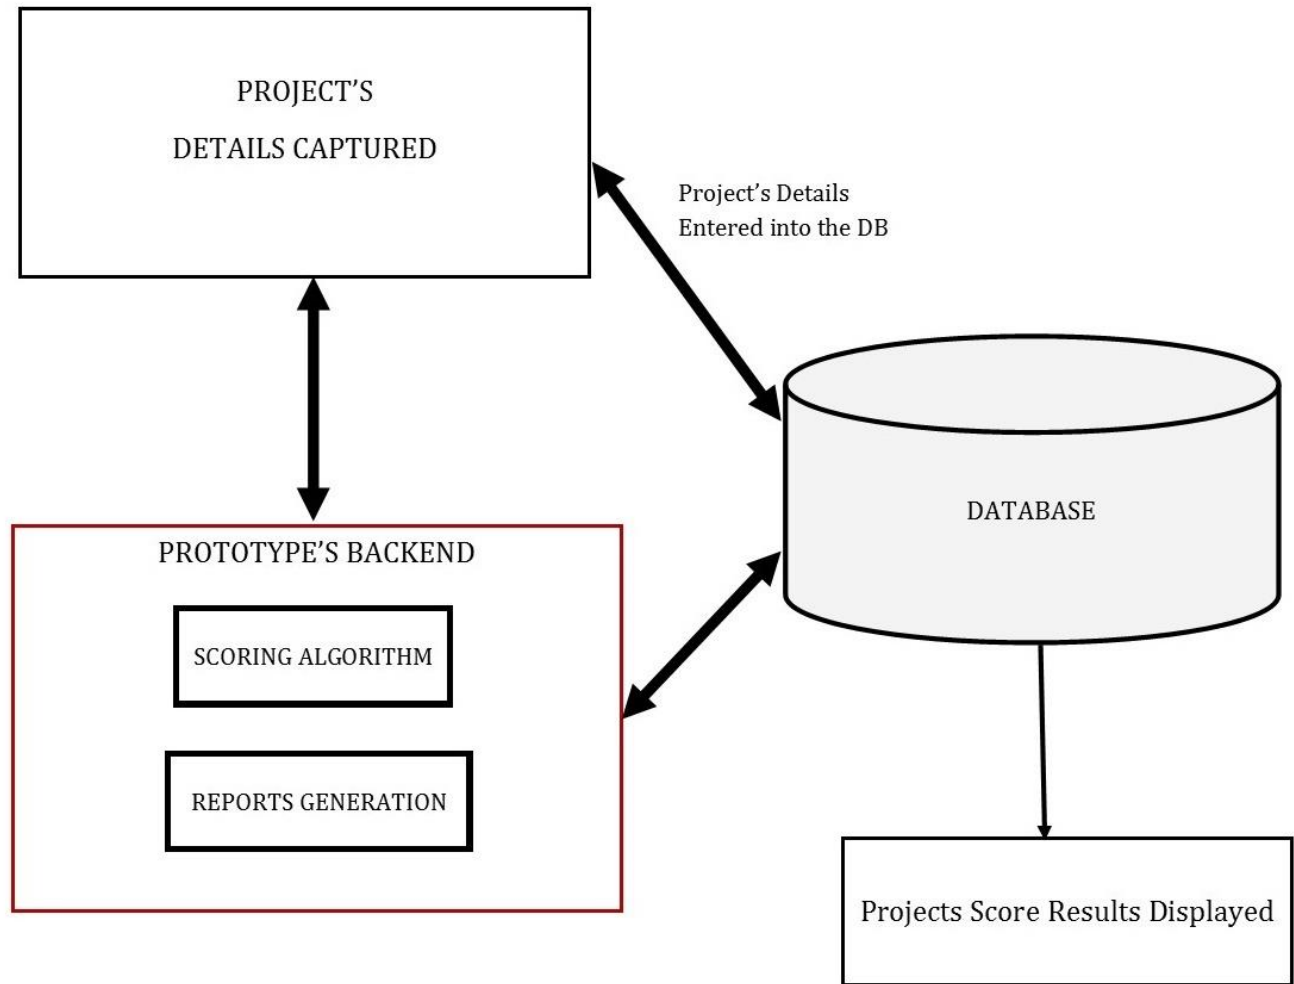 PROJECT’S
DETAILS CAPTURED
Project’s Details
Entered into the DB
DATABASE
PROTOTYPE’S BACKEND
SCORING ALGORITHM
REPORTS GENERATION
Projects Score Results Displayed